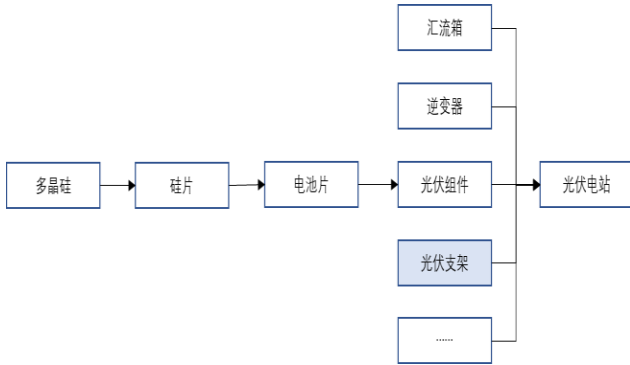 汇流箱
逆变器
多晶硅
硅片
电池片
光伏组件
光伏电站
光伏支架
......